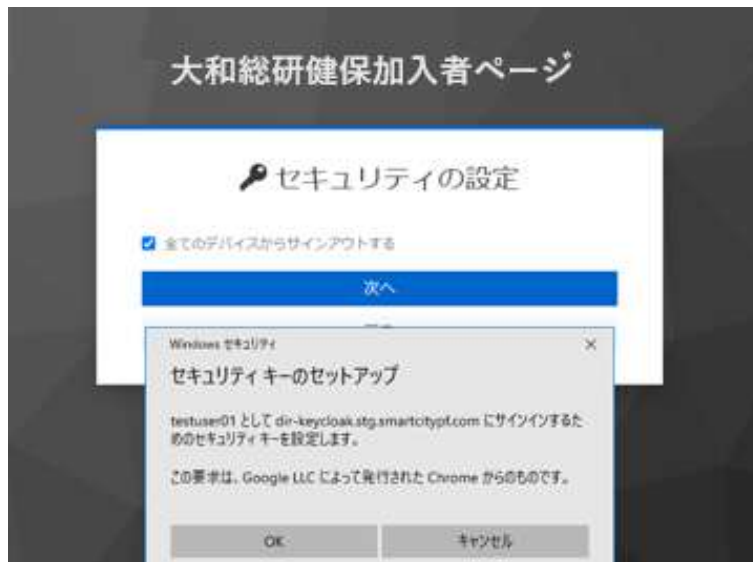 大和総研健保加入者ページ
セキュリティの設定
全てのデバイスからサインアウトする
次へ
Windows セキュリティ
×
セキュリティ キーのセットアップ
testuser01 として dir-keycloak.stg.smartcitypf.com にサインインするた
めのセキュリティ キーを設定します。
この要求は、Google LLC によって発行された Chrome からのものです。
OK
キャンセル